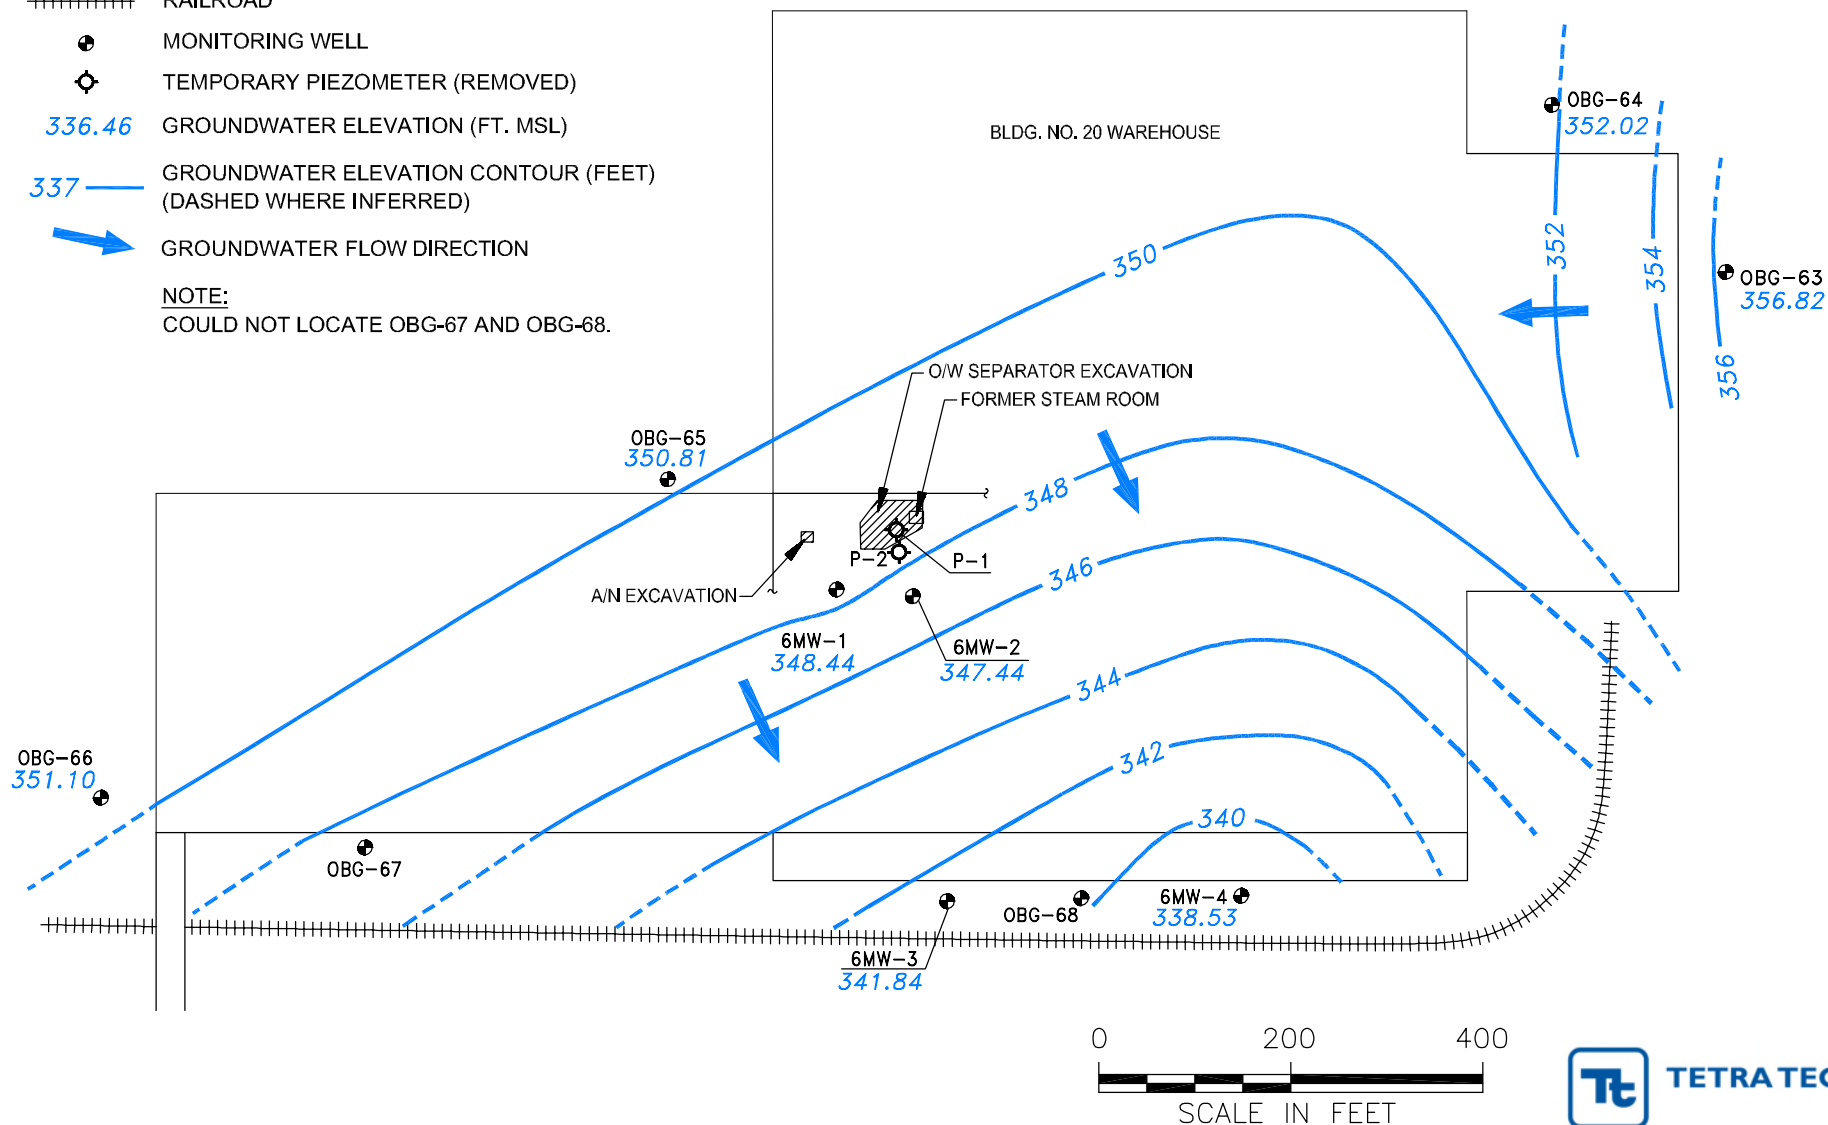 RAILROAD
MONITORING WELL
TEMPORARY PIEZOMETER (REMOVED)
336.46 GROUNDWATER ELEVATION (FT. MSL)
337 GROUNDWATER ELEVATION CONTOUR (FEET)
(DASHED WHERE INFERRED)
GROUNDWATER FLOW DIRECTION
NOTE:
COULD NOT LOCATE OBG-67 AND OBG-68.
BLDG. NO. 20 WAREHOUSE
OBG-64
352.02
OBG-63
356.82
350
352
354
356
O/W SEPARATOR EXCAVATION
FORMER STEAM ROOM
OBG-65
350.81
348
P-2
P-1
346
A/N EXCAVATION
6MW-1
348.44
6MW-2
347.44
344
OBG-66
351.10
342
340
OBG-67
OBG-68
6MW-4
338.53
6MW-3
341.84
0 200 400
SCALE IN FEET
Tt
TETRA TEC